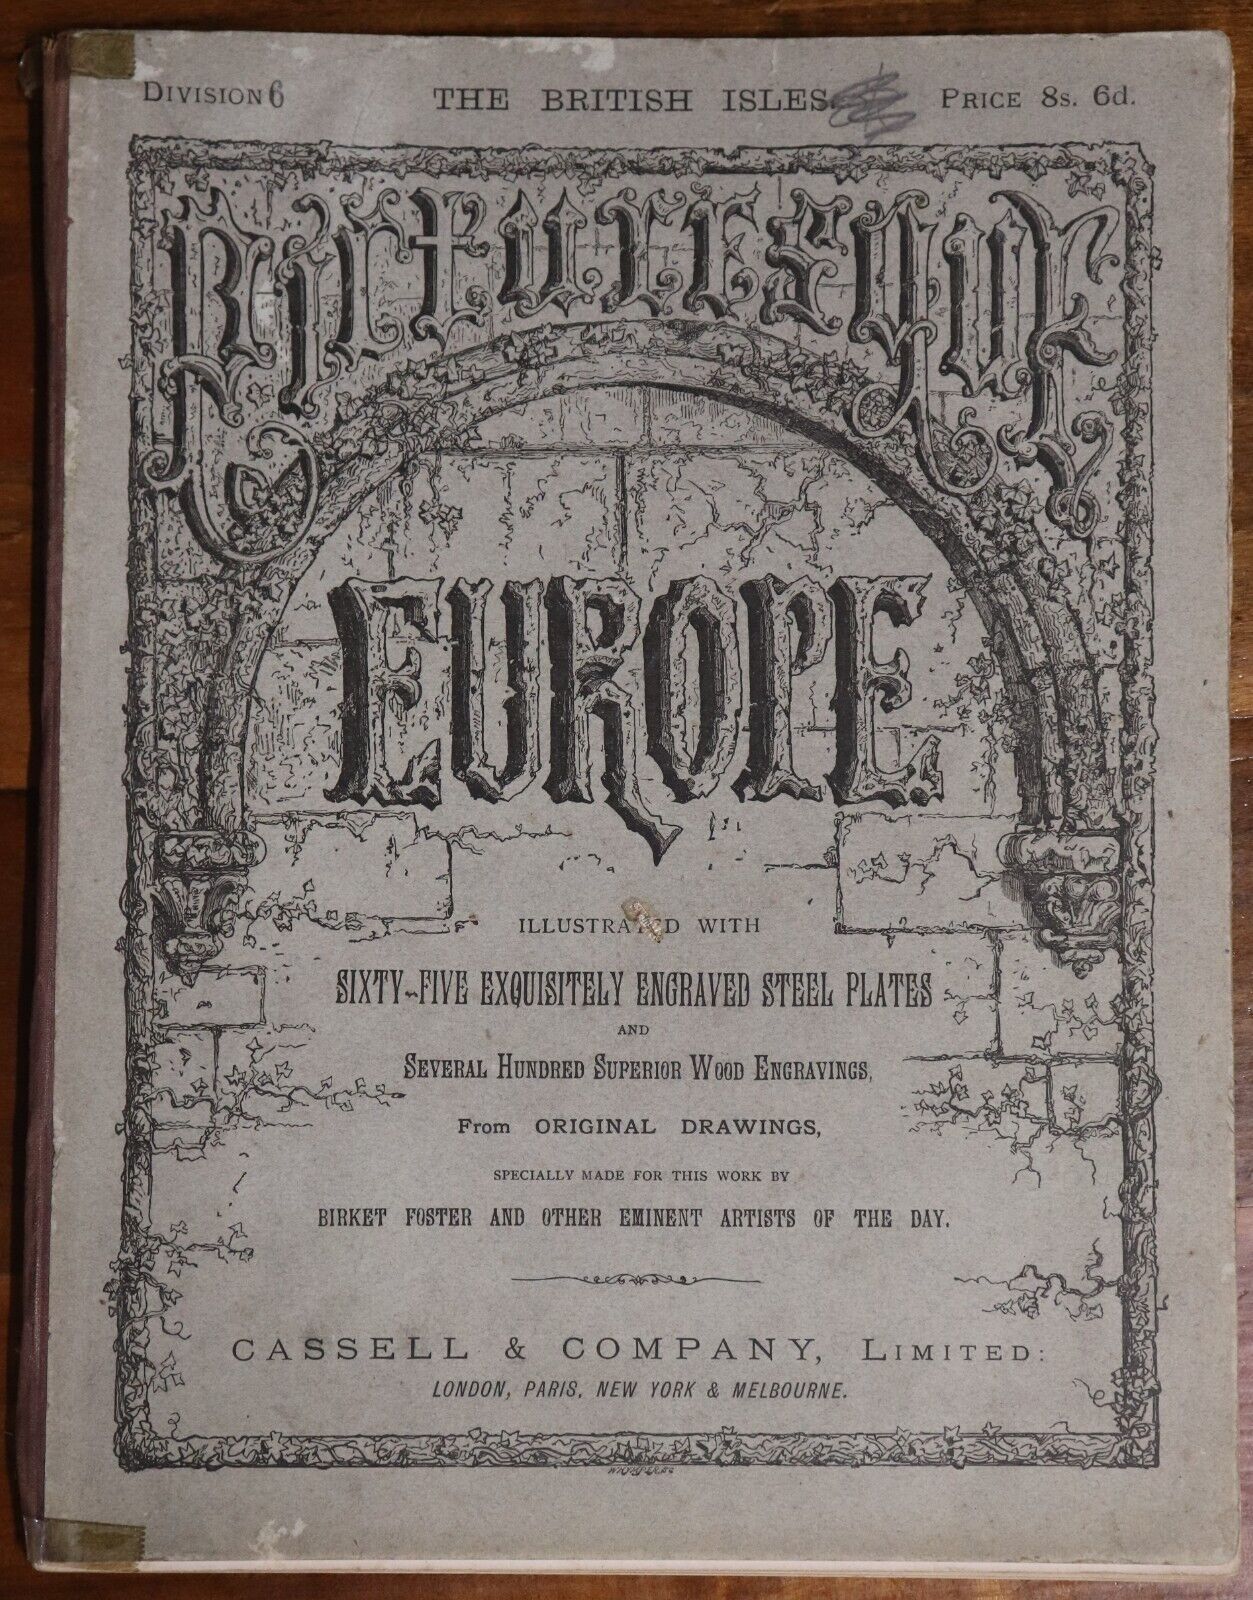 DIVISION 6 THE BRITISH ISLES. PRICE 8s. 6d.
Picturesque
EUROPE
ILLUSTRATED WITH
SIXTY-FIVE EXQUISITELY ENGRAVED STEEL PLATES
AND
SEVERAL HUNDRED SUPERIOR WOOD ENGRAVINGS,
From ORIGINAL DRAWINGS,
SPECIALLY MADE FOR THIS WORK BY
BIRKET FOSTER AND OTHER EMINENT ARTISTS OF THE DAY.
CASSELL & COMPANY, LIMITED:
LONDON, PARIS, NEW YORK & MELBOURNE.